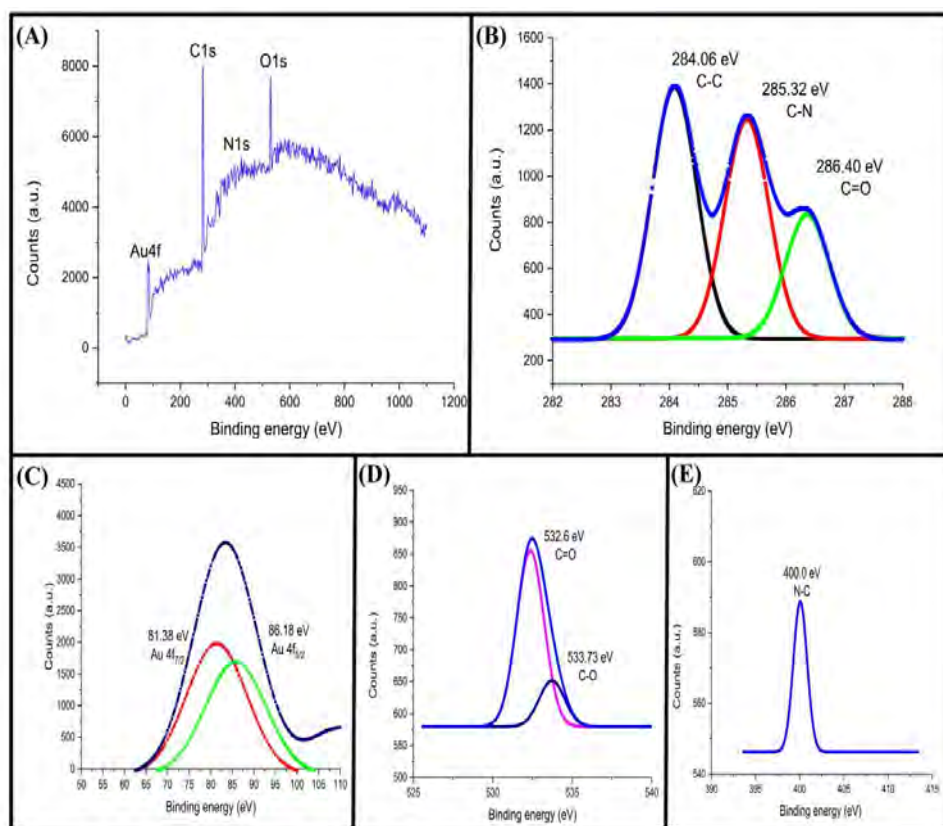 (A)
C1s
O1s
N1s
Au4f
8000
6000
4000
2000
0
Counts (a.u.)
0 200 400 600 800 1000 1200
Binding energy (eV)
(B)
284.06 eV
C-C
285.32 eV
C-N
286.40 eV
C=O
1600
1400
1200
1000
800
600
400
200
Counts (a.u.)
282 283 284 285 286 287 288
Binding energy (eV)
(C)
4500
4000
3500
3000
2500
2000
1500
1000
500
0
Counts (a.u.)
81.38 eV
Au 4f7/2
86.18 eV
Au 4f5/2
50 55 60 65 70 75 80 85 90 95 100 105 110
Binding energy (eV)
(D)
950
900
850
800
750
700
650
600
550
500
Counts (a.u.)
532.6 eV
C=O
533.73 eV
C-O
525 530 535 540
Binding energy (eV)
(E)
620
600
580
560
540
Counts (a.u.)
400.0 eV
N-C
390 395 400 405 410 415
Binding energy (eV)